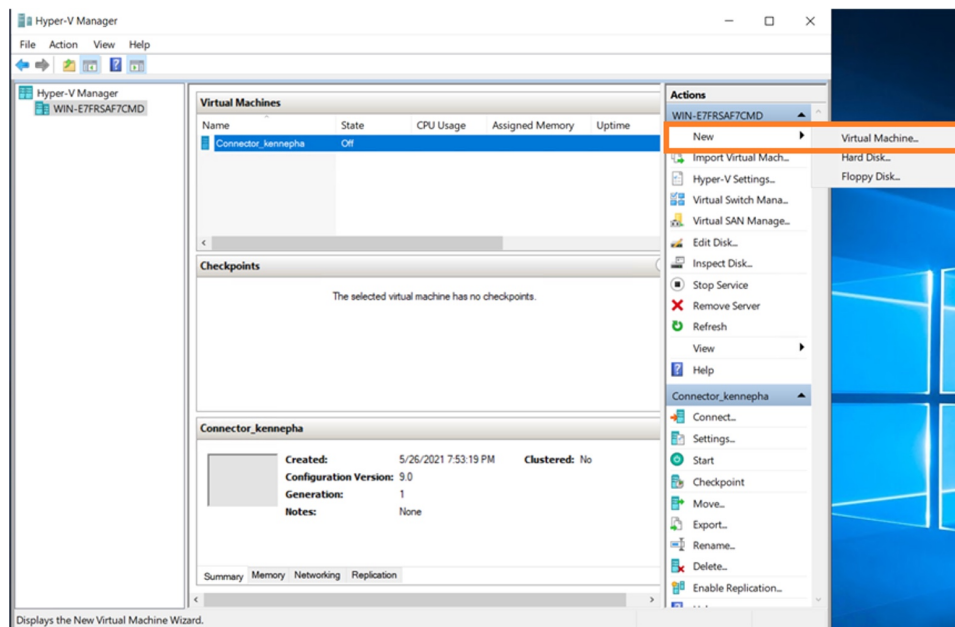 Hyper-V Manager
File Action View Help
Hyper-V Manager
WIN-E7FRSAF7CMD
Virtual Machines
Name State CPU Usage Assigned Memory Uptime
Connector_kennepha Off
Checkpoints
The selected virtual machine has no checkpoints.
Connector_kennepha
Created: 5/26/2021 7:53:19 PM Clustered: No
Configuration Version: 9.0
Generation: 1
Notes: None
Summary Memory Networking Replication
Actions
WIN-E7FRSAF7CMD
New
Import Virtual Mach...
Hyper-V Settings...
Virtual Switch Mana...
Virtual SAN Manage...
Edit Disk...
Inspect Disk...
Stop Service
Remove Server
Refresh
View
Help
Connector_kennepha
Connect...
Settings...
Start
Checkpoint
Move...
Export...
Rename...
Delete...
Enable Replication...
Virtual Machine...
Hard Disk...
Floppy Disk...
Displays the New Virtual Machine Wizard.